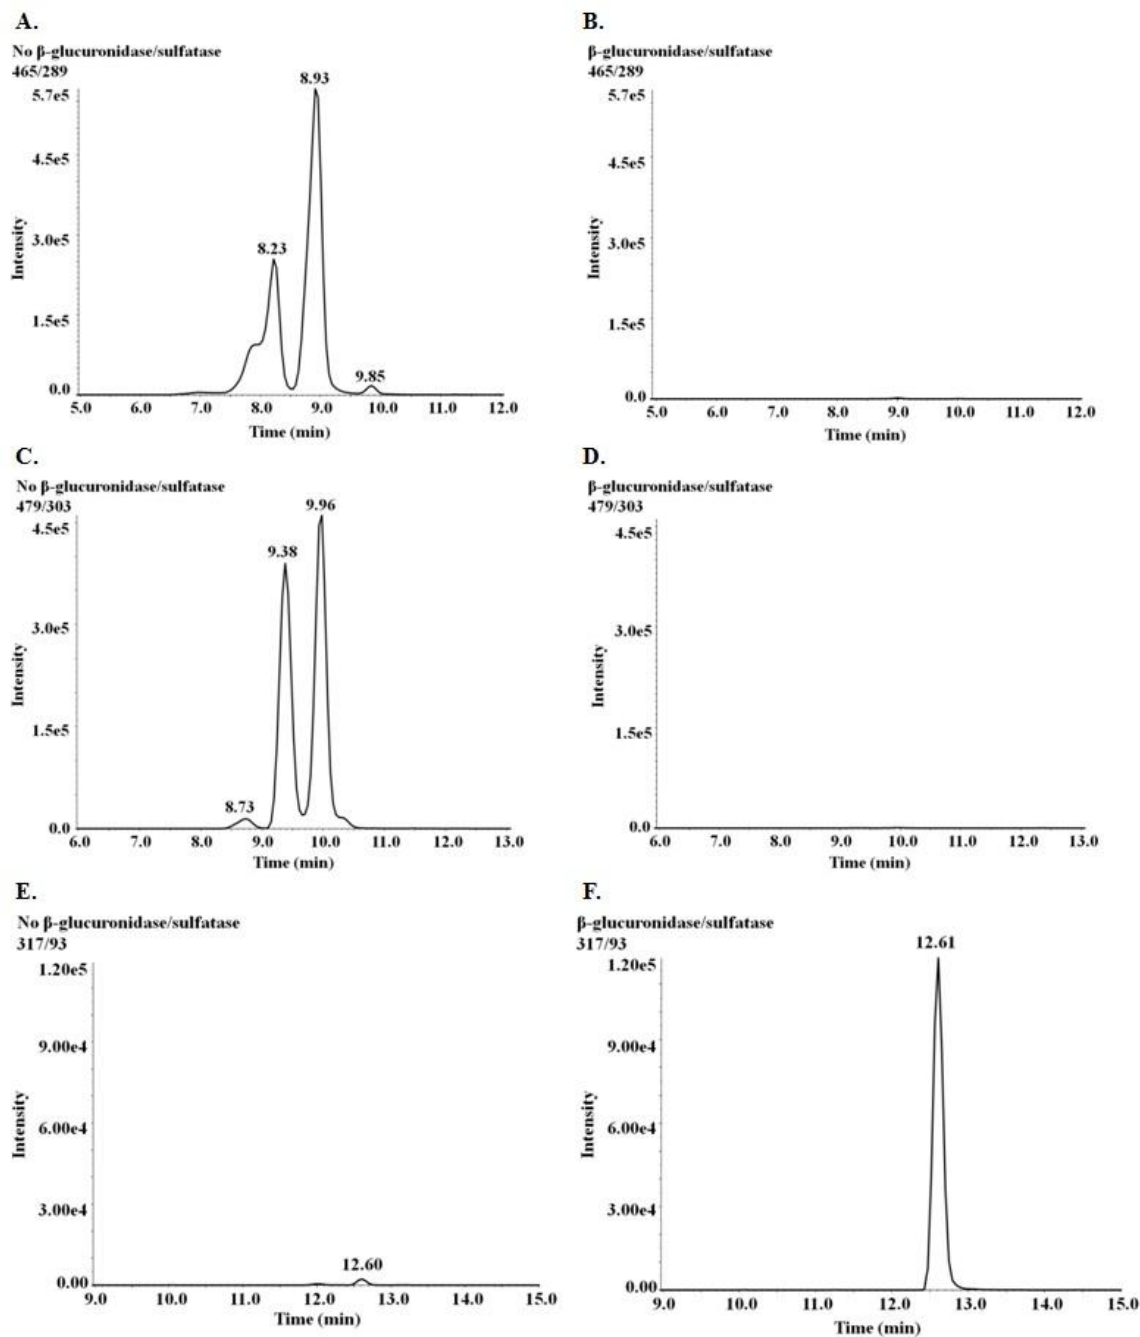 A.
No β-glucuronidase/sulfatase
465/289
8.93
5.7e5
4.5e5
8.23
3.0e5
1.5e5
9.85
0.0
5.0 6.0 7.0 8.0 9.0 10.0 11.0 12.0
Time (min)
Intensity
B.
β-glucuronidase/sulfatase
465/289
5.7e5
4.5e5
3.0e5
1.5e5
0.0
5.0 6.0 7.0 8.0 9.0 10.0 11.0 12.0
Time (min)
Intensity
C.
No β-glucuronidase/sulfatase
479/303
9.96
4.5e5
9.38
3.0e5
1.5e5
8.73
0.0
6.0 7.0 8.0 9.0 10.0 11.0 12.0 13.0
Time (min)
Intensity
D.
β-glucuronidase/sulfatase
479/303
4.5e5
3.0e5
1.5e5
0.0
6.0 7.0 8.0 9.0 10.0 11.0 12.0 13.0
Time (min)
Intensity
E.
No β-glucuronidase/sulfatase
317/93
1.20e5
9.00e4
6.00e4
3.00e4
12.60
0.00
9.0 10.0 11.0 12.0 13.0 14.0 15.0
Time (min)
Intensity
F.
β-glucuronidase/sulfatase
317/93
12.61
1.20e5
9.00e4
6.00e4
3.00e4
0.00
9.0 10.0 11.0 12.0 13.0 14.0 15.0
Time (min)
Intensity